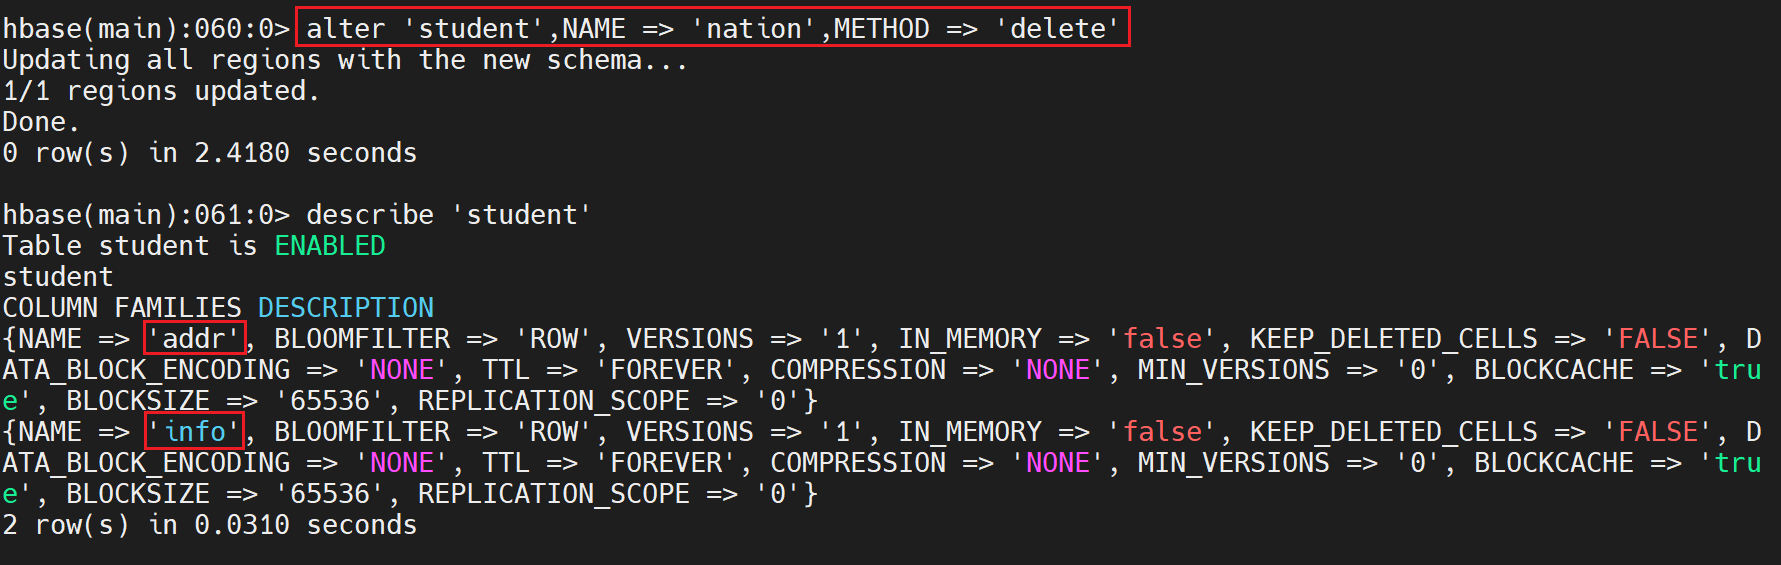 hbase(main):060:0> alter 'student',NAME => 'nation',METHOD => 'delete'
Updating all regions with the new schema...
1/1 regions updated.
Done.
0 row(s) in 2.4180 seconds
hbase(main):061:0> describe 'student'
Table student is ENABLED
student
COLUMN FAMILIES DESCRIPTION
{NAME => 'addr', BLOOMFILTER => 'ROW', VERSIONS => '1', IN_MEMORY => 'false', KEEP_DELETED_CELLS => 'FALSE', D
ATA_BLOCK_ENCODING => 'NONE', TTL => 'FOREVER', COMPRESSION => 'NONE', MIN_VERSIONS => '0', BLOCKCACHE => 'tru
e', BLOCKSIZE => '65536', REPLICATION_SCOPE => '0'}
{NAME => 'info', BLOOMFILTER => 'ROW', VERSIONS => '1', IN_MEMORY => 'false', KEEP_DELETED_CELLS => 'FALSE', D
ATA_BLOCK_ENCODING => 'NONE', TTL => 'FOREVER', COMPRESSION => 'NONE', MIN_VERSIONS => '0', BLOCKCACHE => 'tru
e', BLOCKSIZE => '65536', REPLICATION_SCOPE => '0'}
2 row(s) in 0.0310 seconds